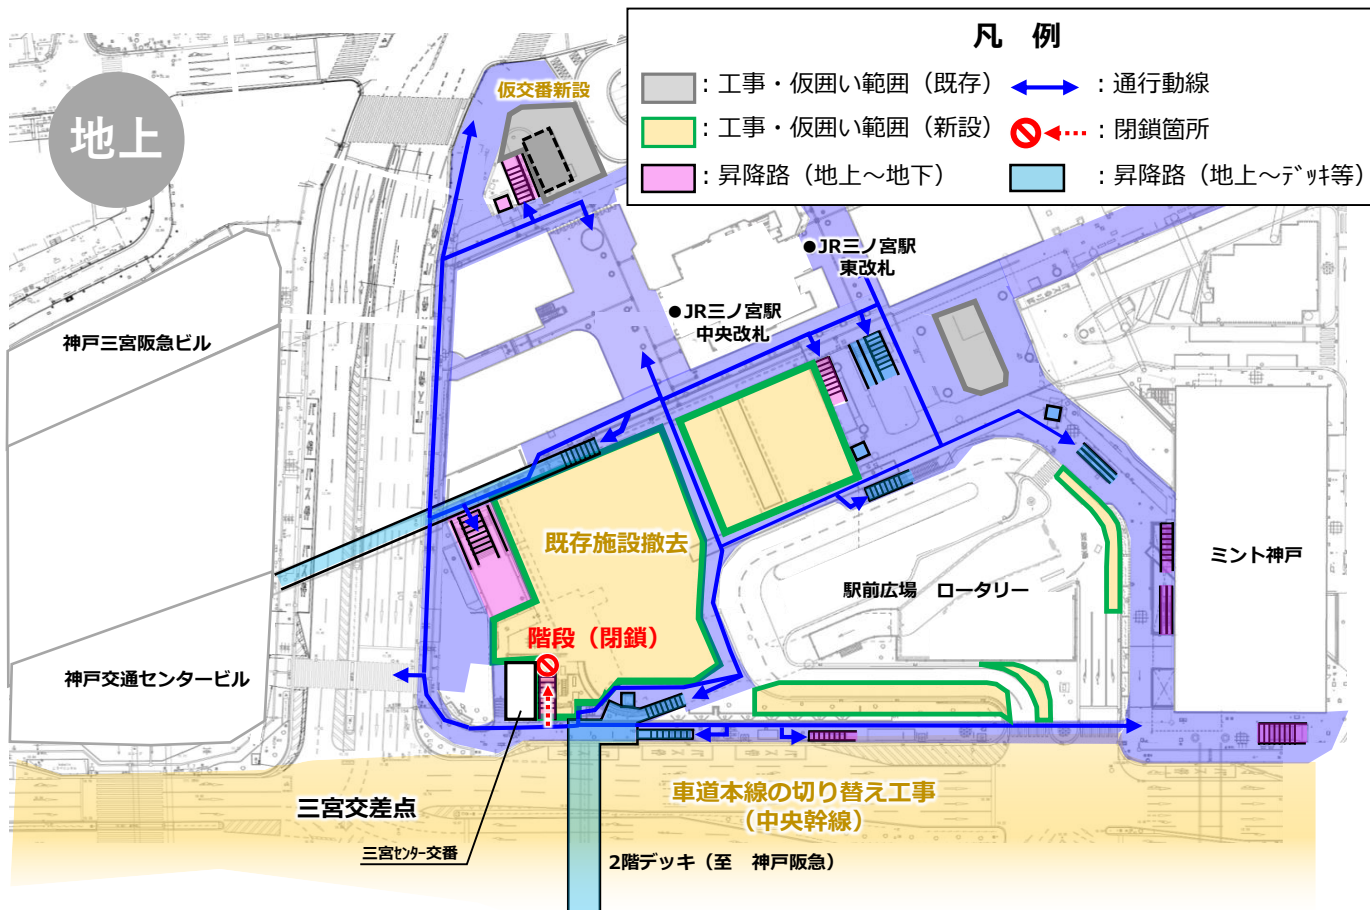 地上
凡　例
：工事・仮囲い範囲（既存）
：通行動線
：工事・仮囲い範囲（新設）
：閉鎖箇所
：昇降路（地上～地下）
：昇降路（地上～ﾃﾞｯｷ等）
仮交番新設
●JR三ノ宮駅
東改札
●JR三ノ宮駅
中央改札
神戸三宮阪急ビル
既存施設撤去
ミント神戸
駅前広場　ロータリー
階段（閉鎖）
神戸交通センタービル
三宮交差点
車道本線の切り替え工事
（中央幹線）
三宮ｾﾝﾀｰ交番
2階デッキ（至　神戸阪急）